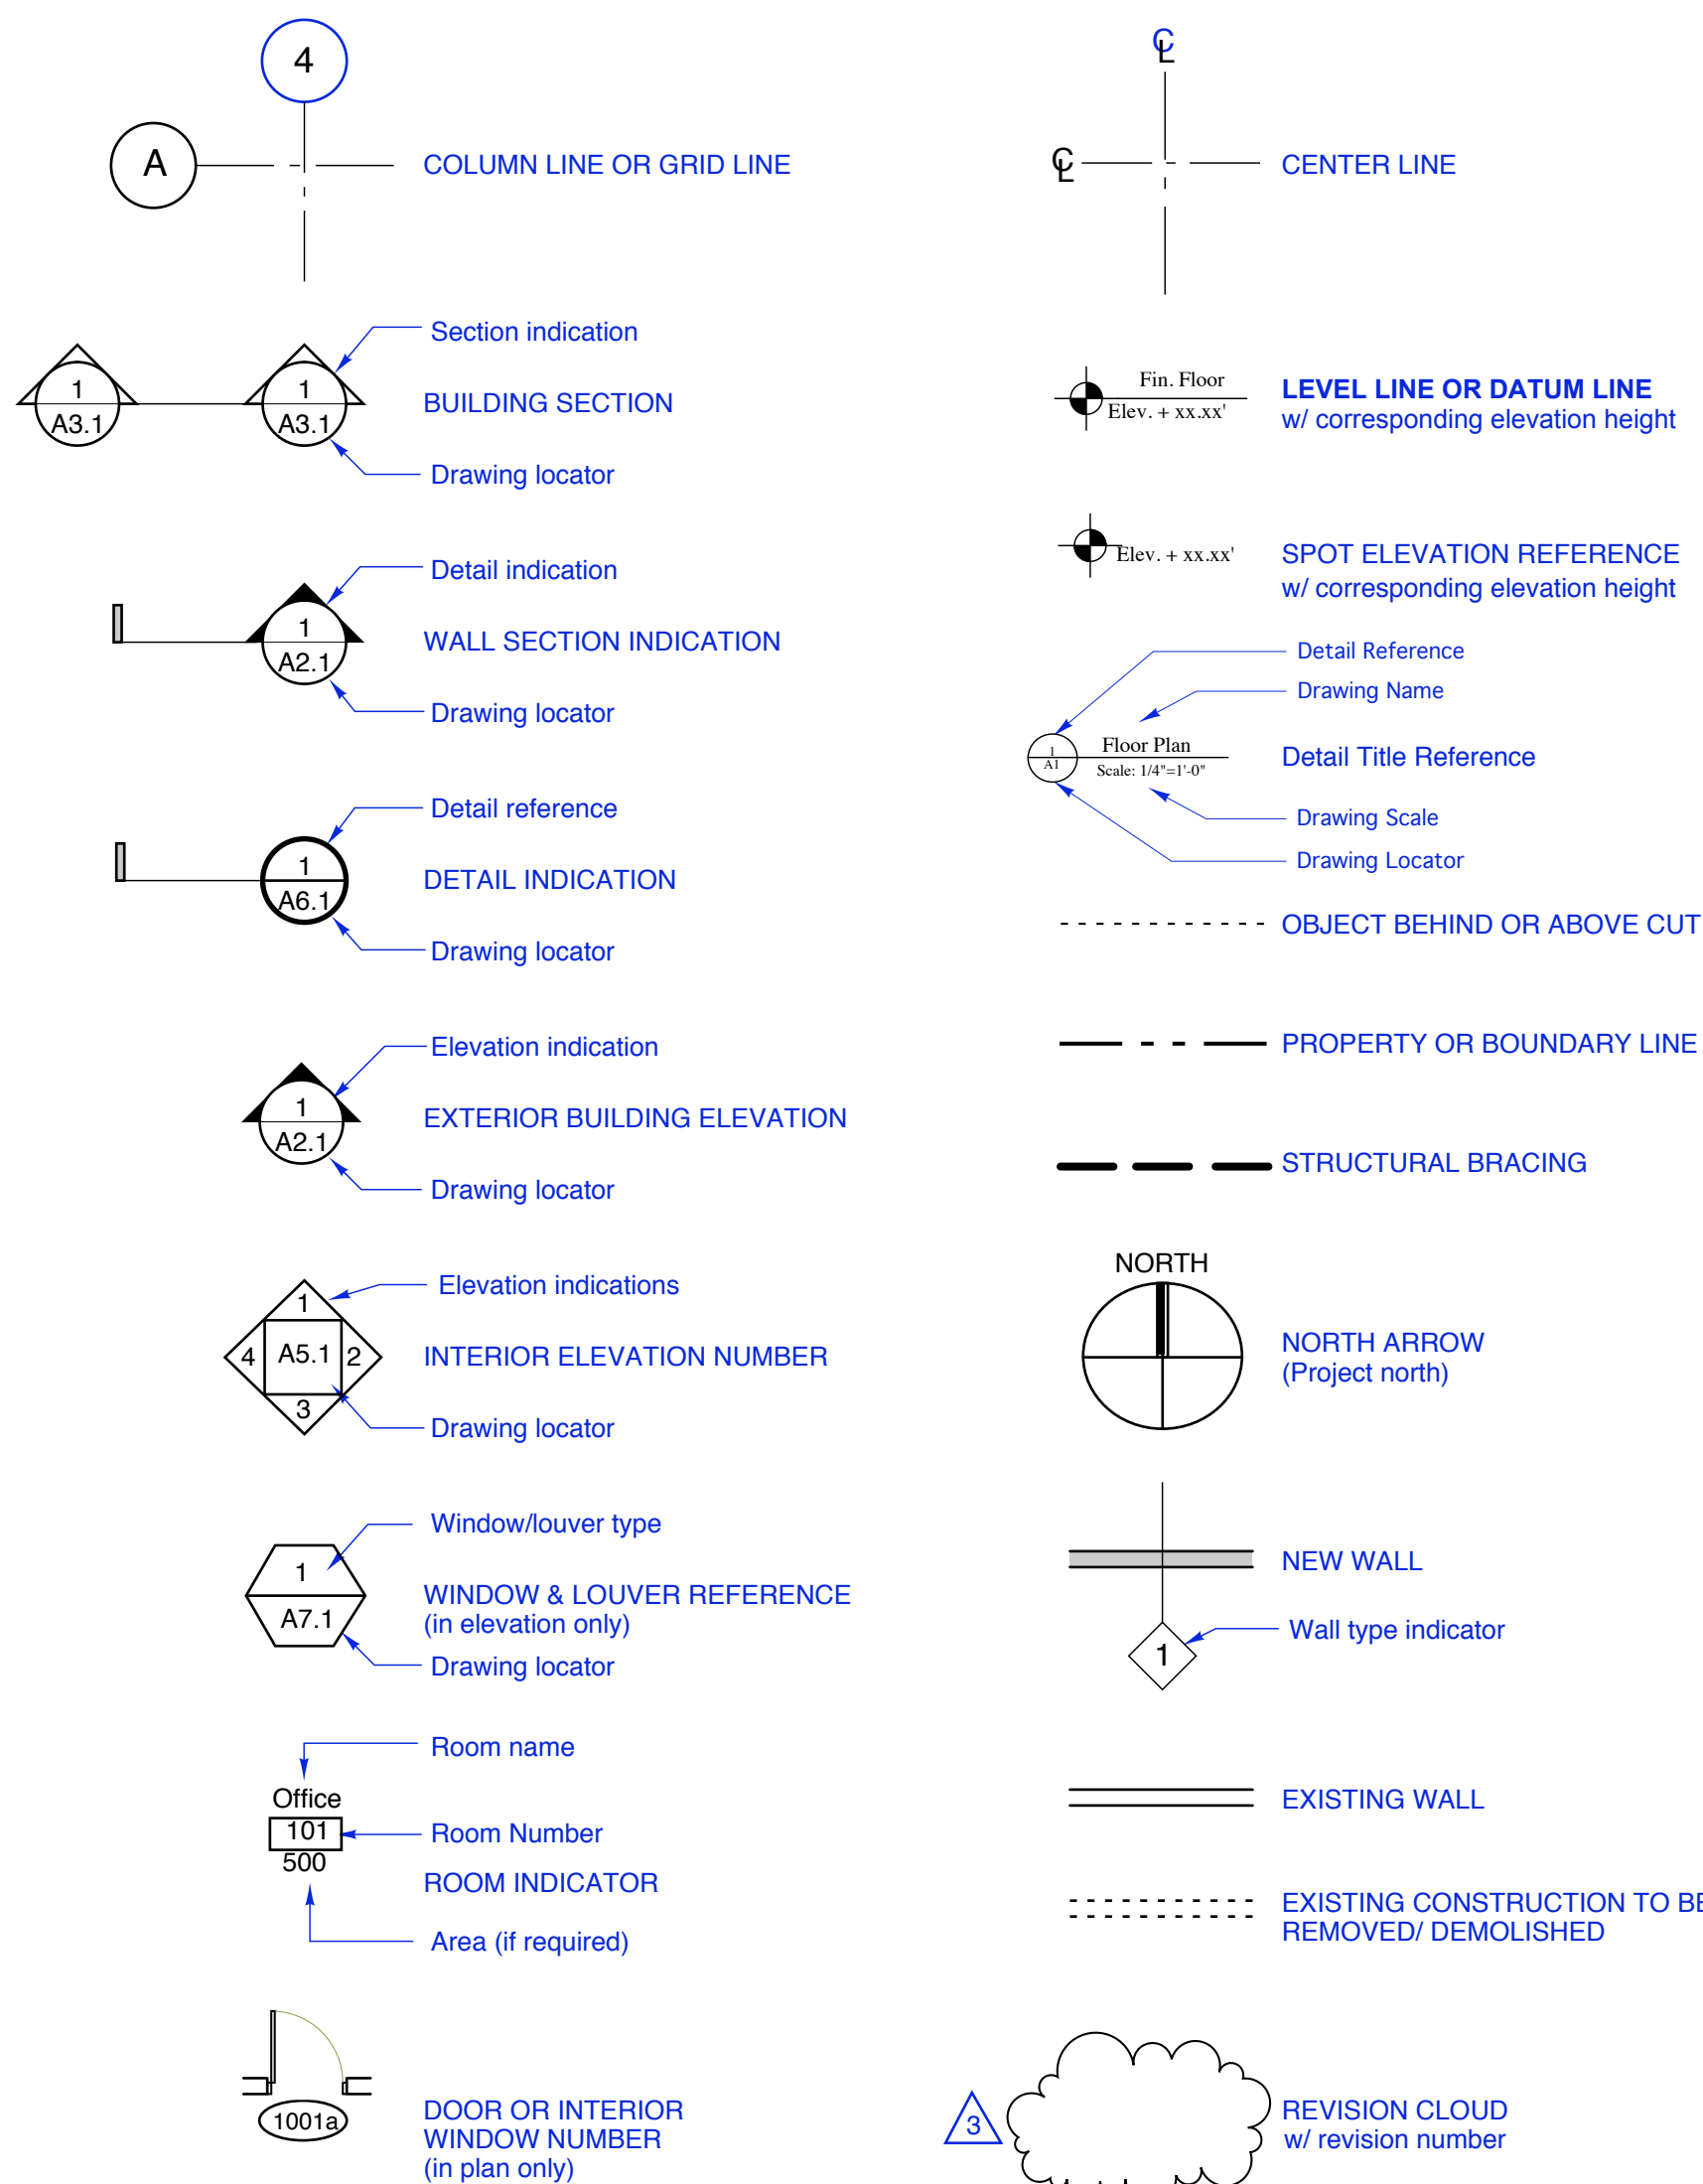 4
A
COLUMN LINE OR GRID LINE
Section indication
1
A3.1
1
A3.1
BUILDING SECTION
Drawing locator
Detail indication
1
A2.1
WALL SECTION INDICATION
Drawing locator
Detail reference
1
A6.1
DETAIL INDICATION
Drawing locator
Elevation indication
1
A2.1
EXTERIOR BUILDING ELEVATION
Drawing locator
Elevation indications
1
4 A5.1 2
3
INTERIOR ELEVATION NUMBER
Drawing locator
Window/louver type
1
A7.1
WINDOW & LOUVER REFERENCE
(in elevation only)
Drawing locator
Room name
Office
101
500
Room Number
ROOM INDICATOR
Area (if required)
1001a
DOOR OR INTERIOR
WINDOW NUMBER
(in plan only)
CL
CL
CENTER LINE
Fin. Floor
Elev. + xx.xx'
LEVEL LINE OR DATUM LINE
w/ corresponding elevation height
Elev. + xx.xx'
SPOT ELEVATION REFERENCE
w/ corresponding elevation height
Detail Reference
Drawing Name
1
A1
Floor Plan
Scale: 1/4"=1'-0"
Detail Title Reference
Drawing Scale
Drawing Locator
OBJECT BEHIND OR ABOVE CUT
PROPERTY OR BOUNDARY LINE
STRUCTURAL BRACING
NORTH
NORTH ARROW
(Project north)
NEW WALL
Wall type indicator
1
EXISTING WALL
EXISTING CONSTRUCTION TO BE
REMOVED/ DEMOLISHED
3
REVISION CLOUD
w/ revision number